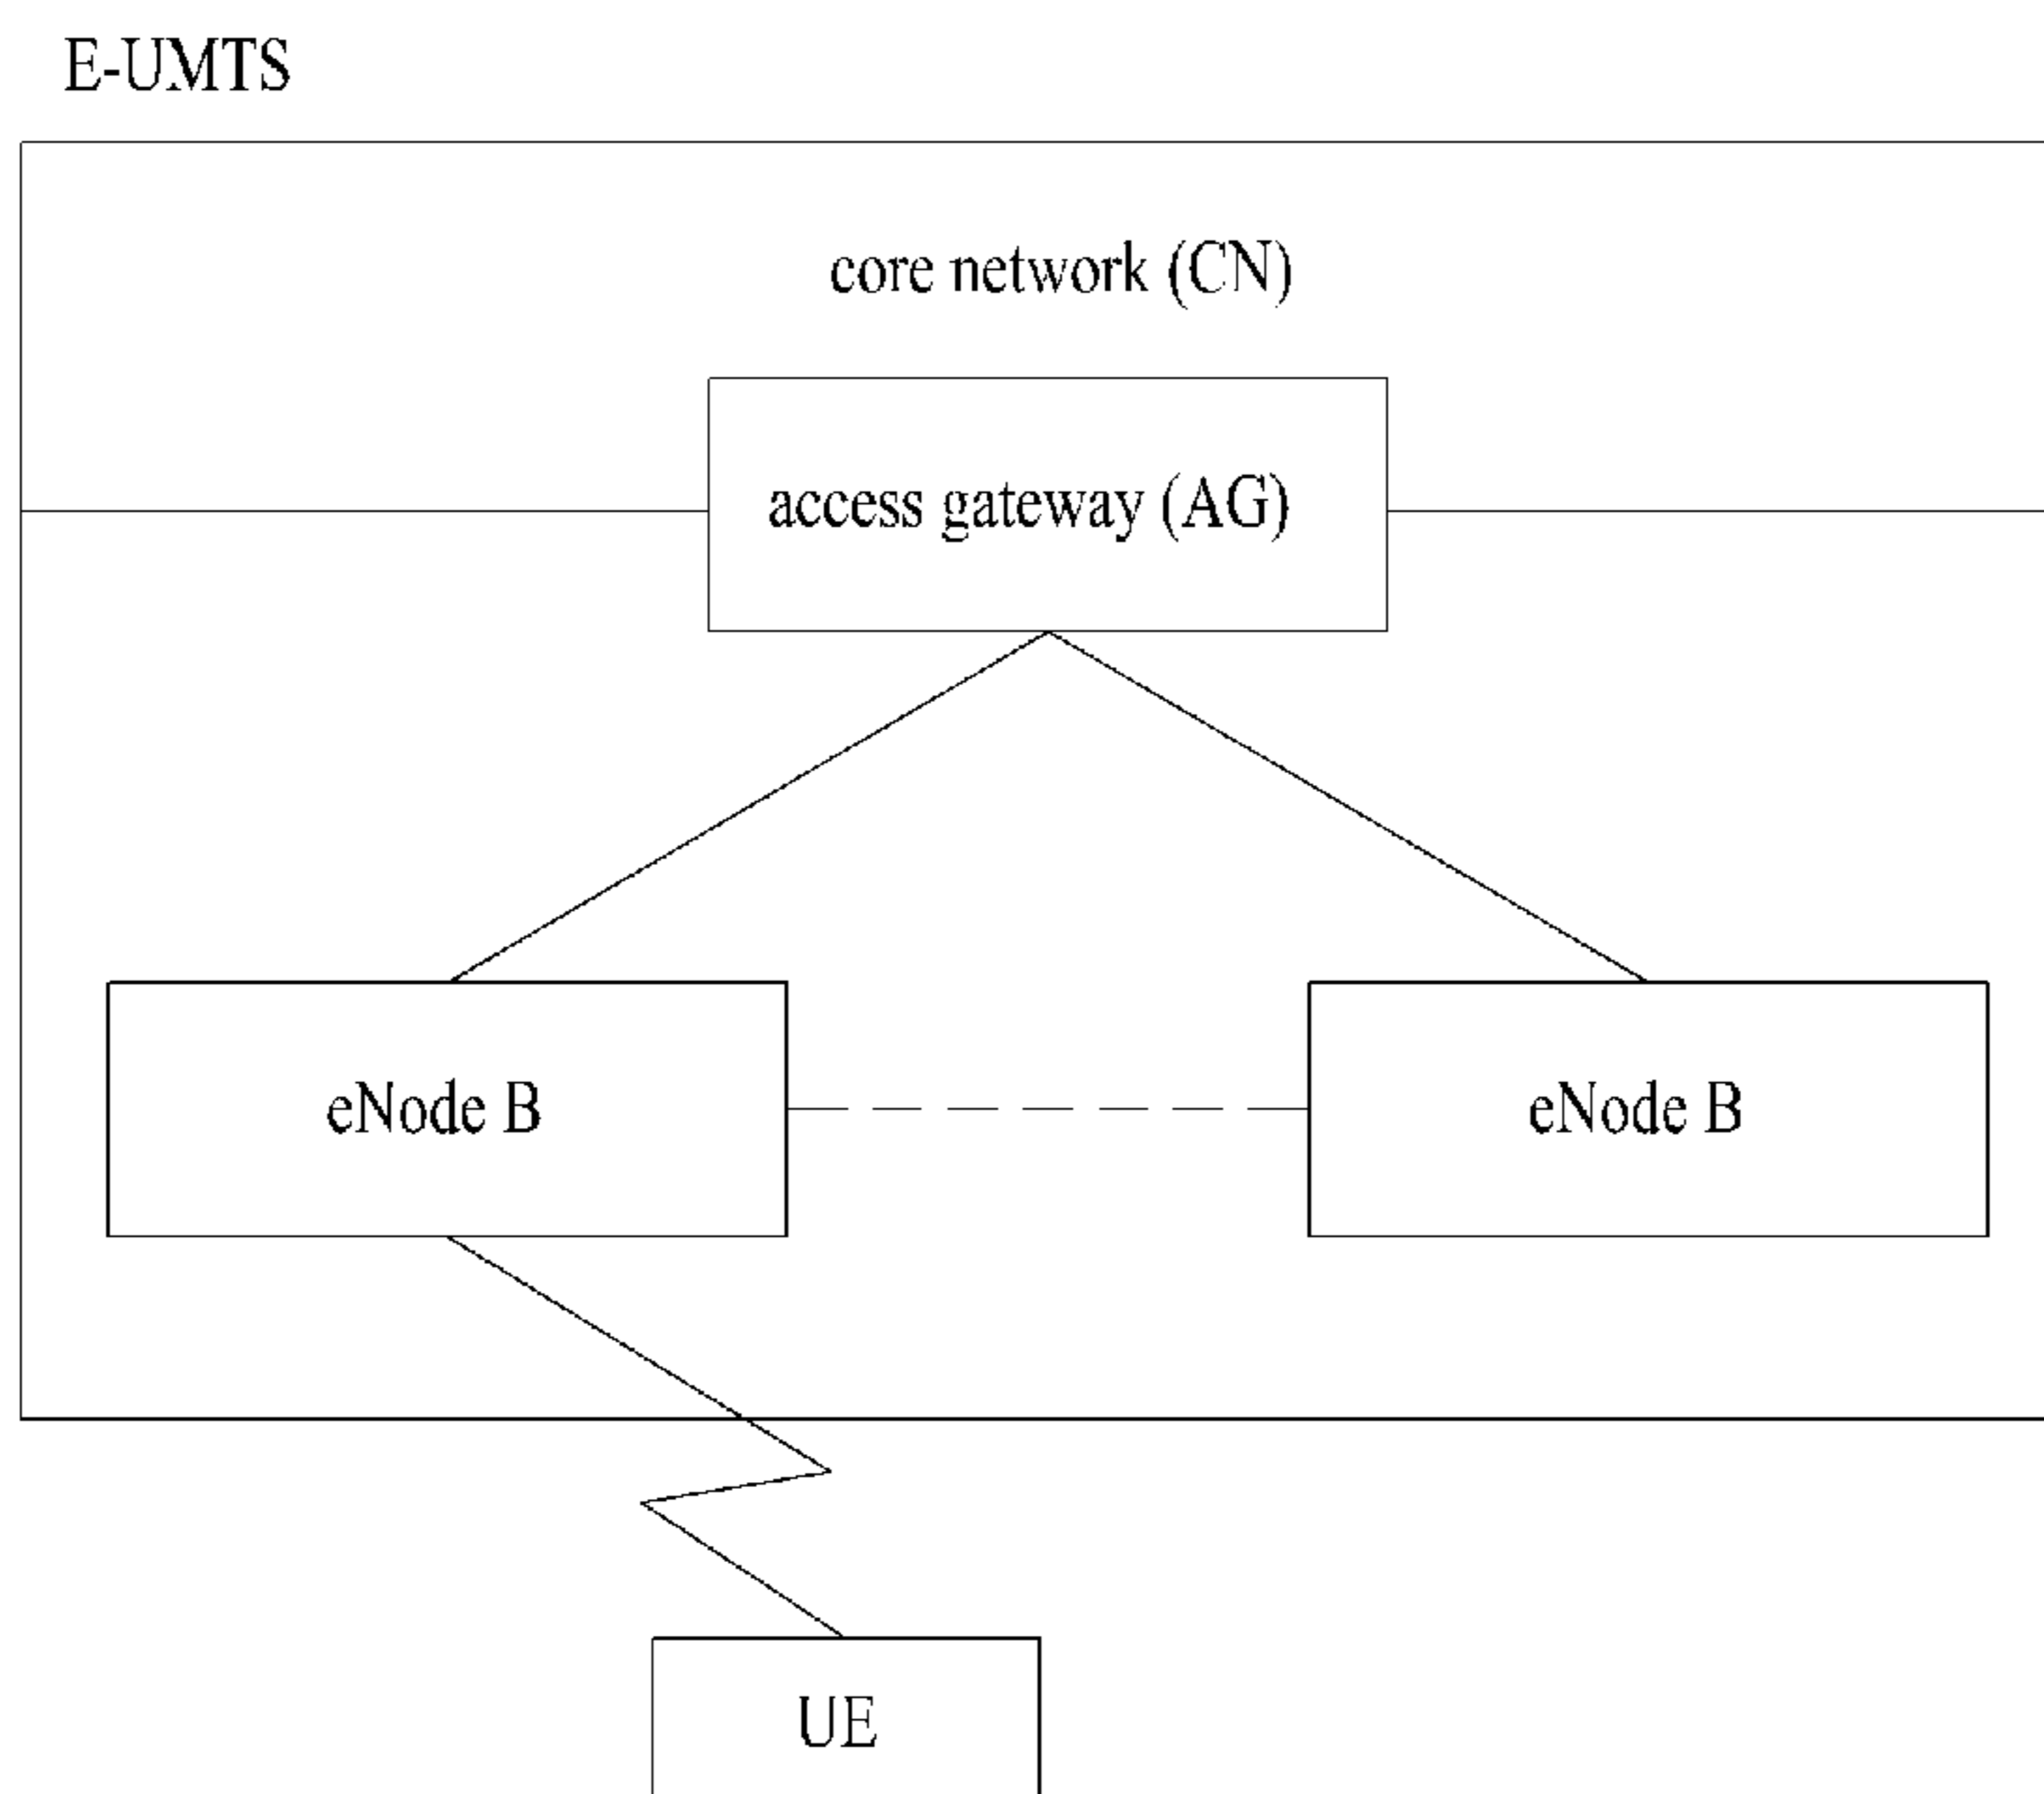 E-UMTS
core network (CN)
access gateway (AG)
eNode B
eNode B
UE